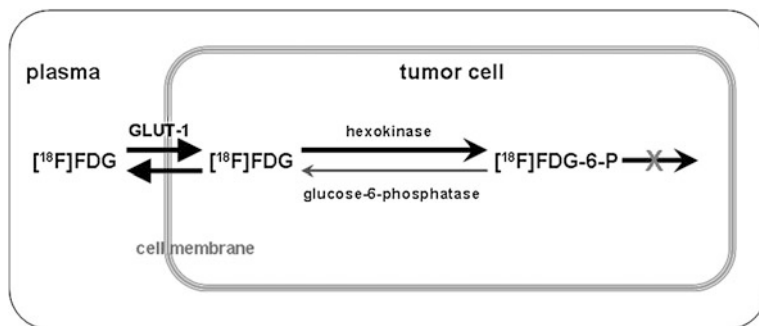 plasma
tumor cell
GLUT-1
hexokinase
[¹⁸F]FDG
[¹⁸F]FDG
[¹⁸F]FDG-6-P
X
glucose-6-phosphatase
cell membrane